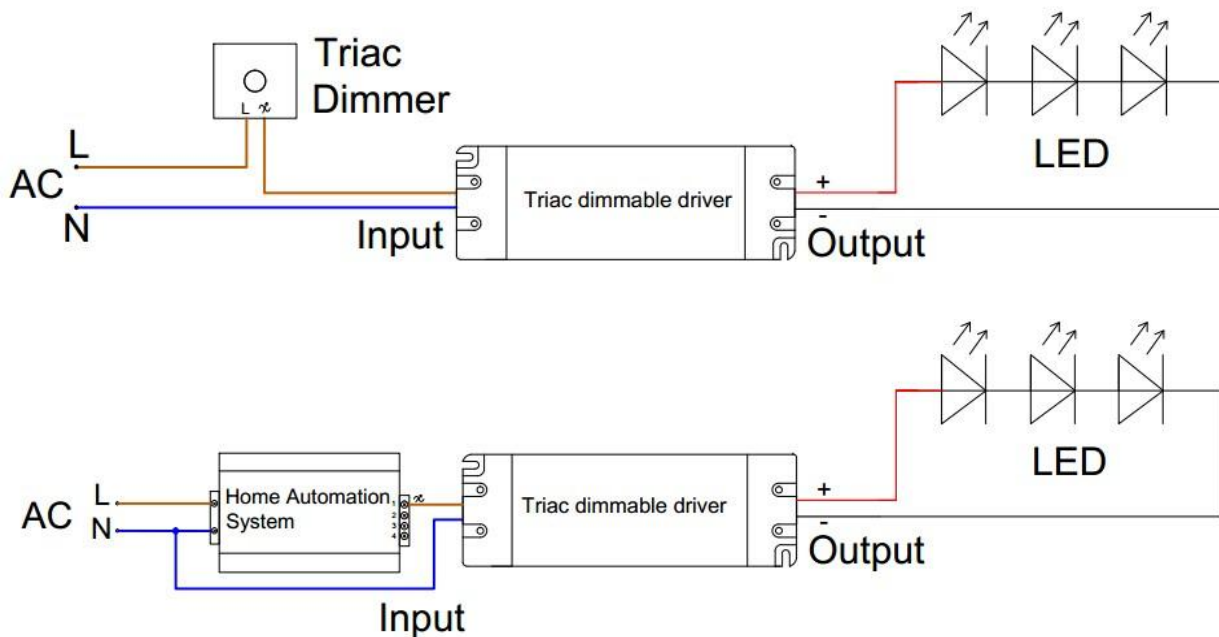 Triac
Dimmer
L x
L
AC
N
Input
Triac dimmable driver
+
-
Output
LED
L
AC
N
Home Automation
System
1 x
2
3
4
Input
Triac dimmable driver
+
-
Output
LED